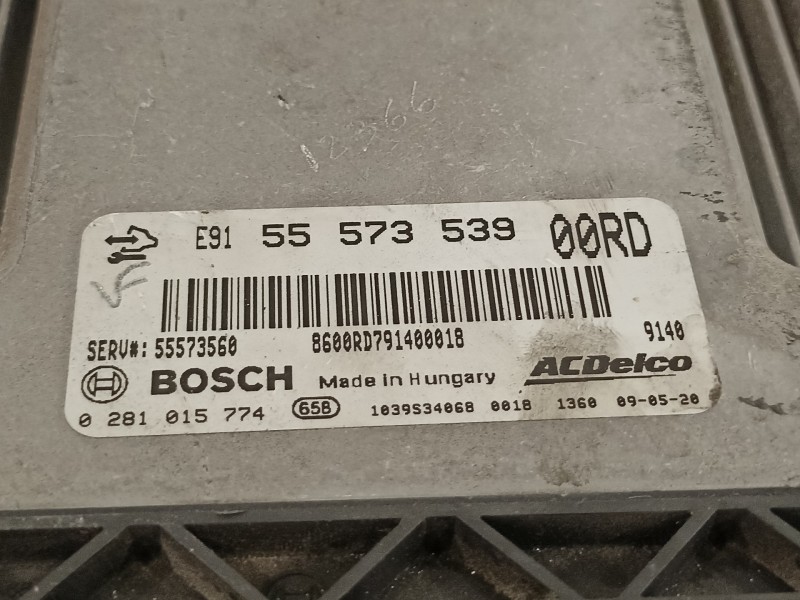 12366
E91 55 573 539 00RD
SERV#: 55573560 8600RD791400018 9140
BOSCH Made in Hungary ACDelco
0 281 015 774 65B 1039S34068 0018 1360 09-05-20